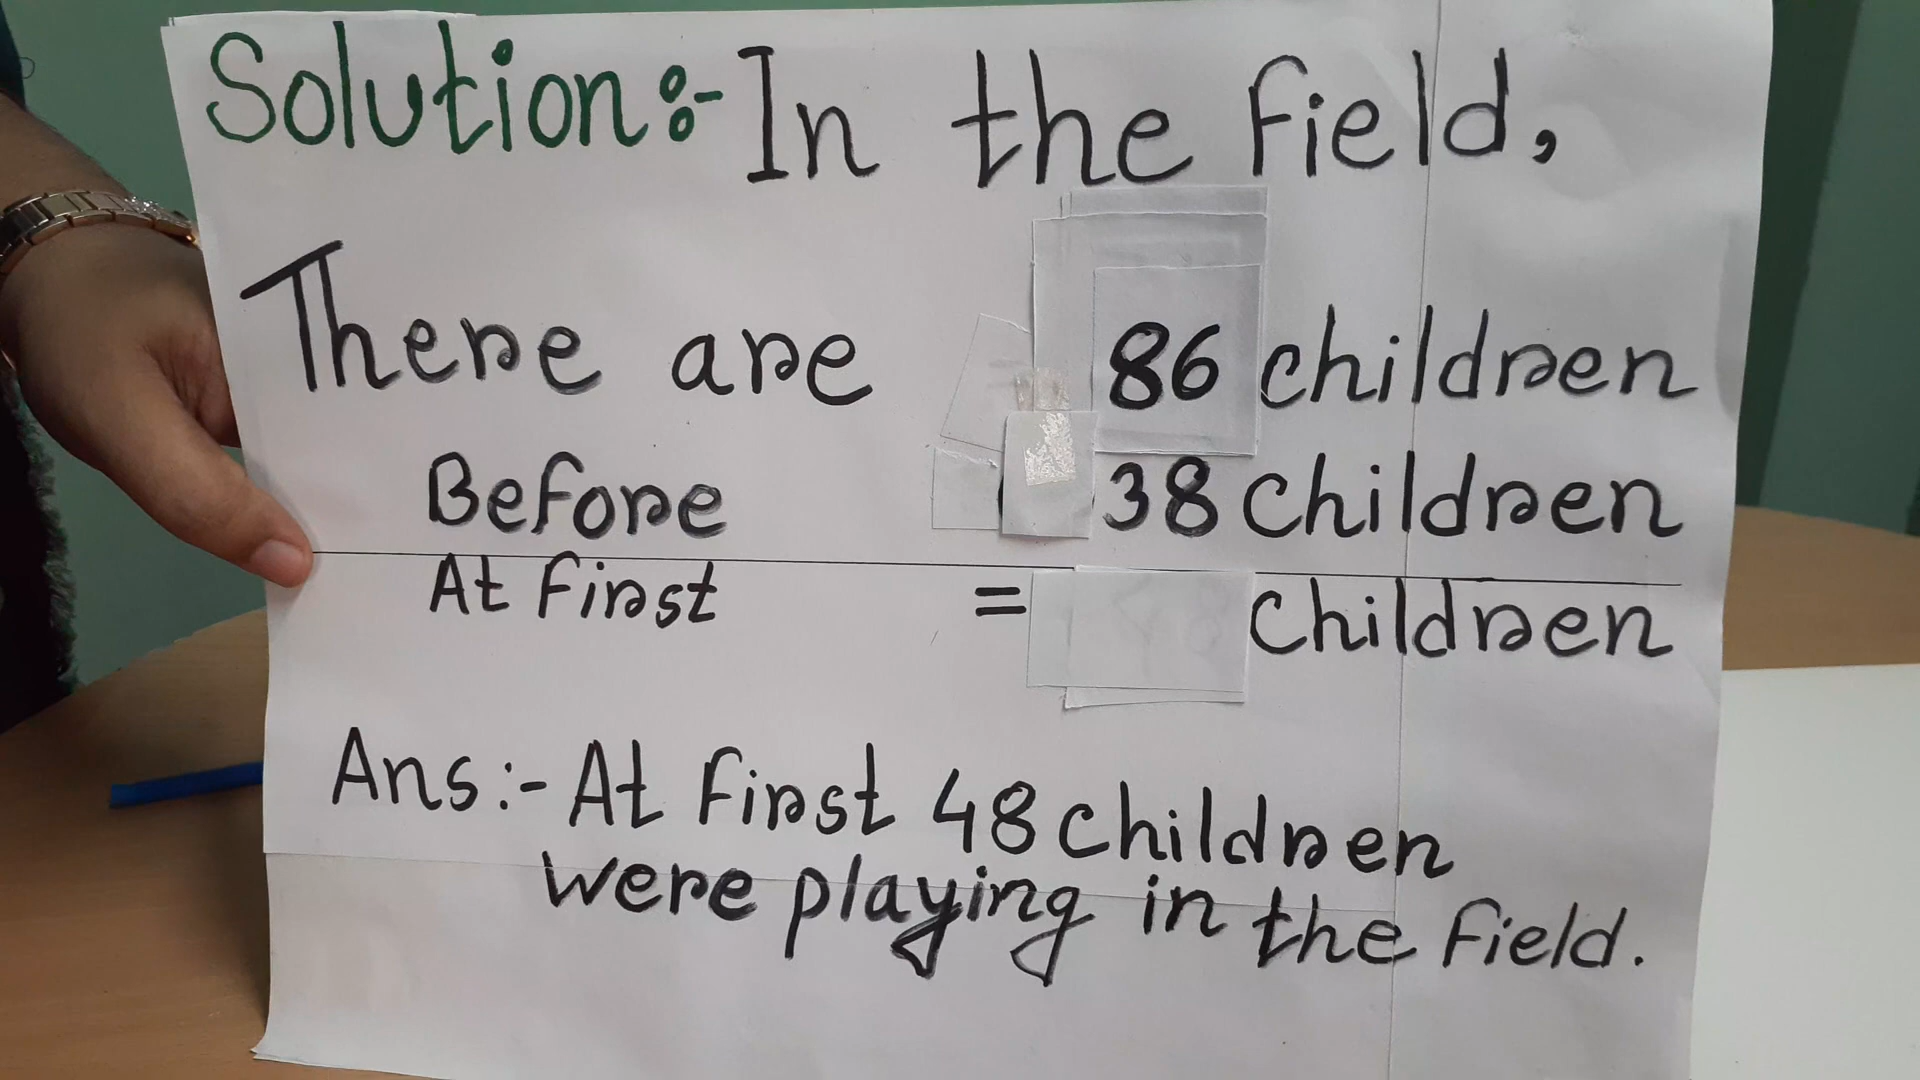 Solution:- In the field,
There are 86 children
Before 38 children
At first = children
Ans:- At first 48 children
were playing in the field.